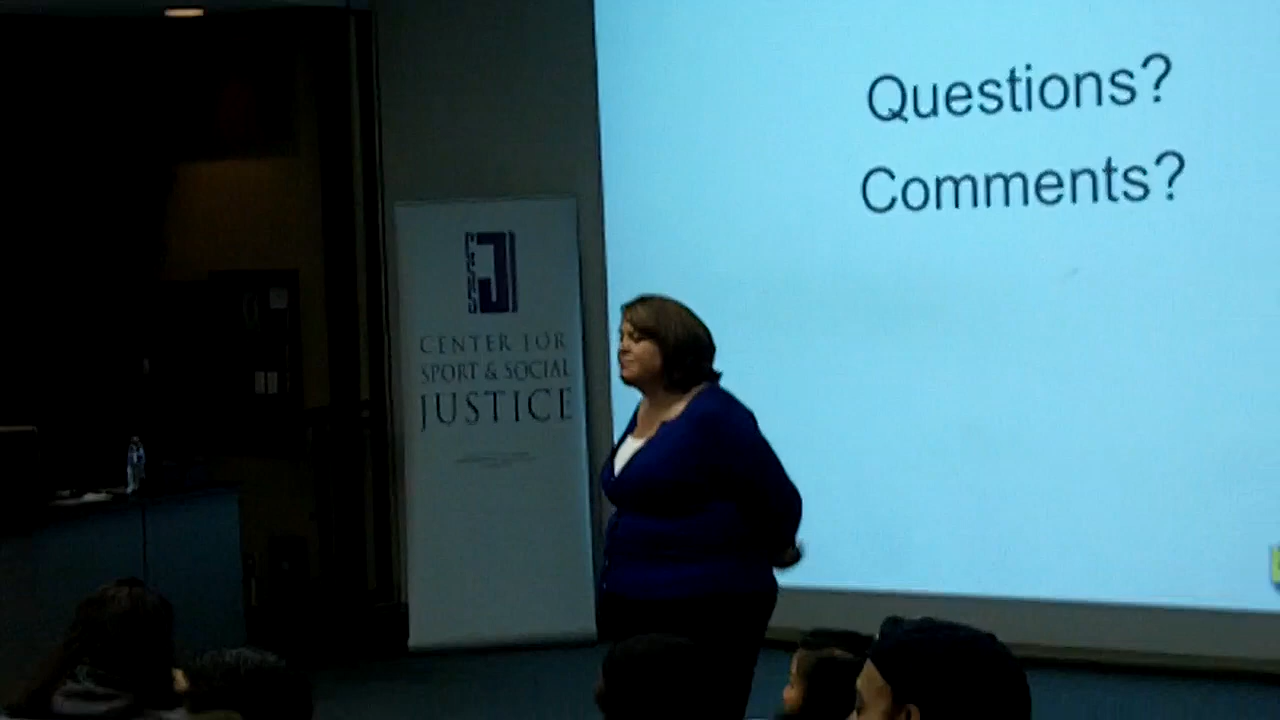 Questions?
Comments?
CENTER FOR
SPORT & SOCIAL
JUSTICE